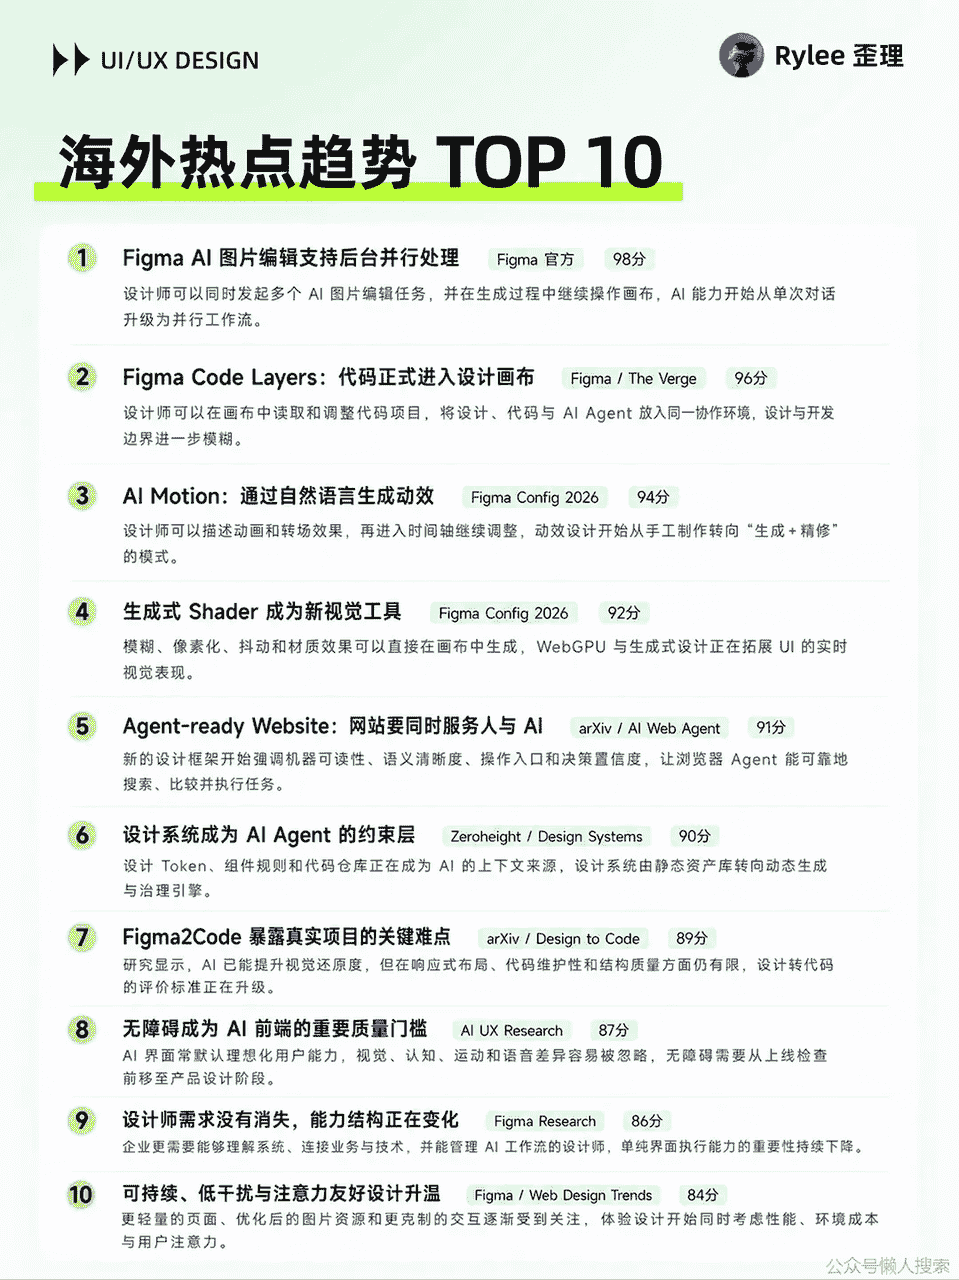 UI/UX DESIGN
Rylee 歪理
海外热点趋势 TOP 10
1 Figma AI 图片编辑支持后台并行处理 Figma 官方 98分
设计师可以同时发起多个 AI 图片编辑任务，并在生成过程中继续操作画布，AI 能力开始从单次对话
升级为并行工作流。
2 Figma Code Layers：代码正式进入设计画布 Figma / The Verge 96分
设计师可以在画布中读取和调整代码项目，将设计、代码与 AI Agent 放入同一协作环境，设计与开发
边界进一步模糊。
3 AI Motion：通过自然语言生成动效 Figma Config 2026 94分
设计师可以描述动画和转场效果，再进入时间轴继续调整，动效设计开始从手工制作转向“生成+精修”
的模式。
4 生成式 Shader 成为新视觉工具 Figma Config 2026 92分
模糊、像素化、抖动和材质效果可以直接在画布中生成，WebGPU 与生成式设计正在拓展 UI 的实时
视觉表现。
5 Agent-ready Website：网站要同时服务人与 AI arXiv / AI Web Agent 91分
新的设计框架开始强调机器可读性、语义清晰度、操作入口和决策置信度，让浏览器 Agent 能可靠地
搜索、比较并执行任务。
6 设计系统成为 AI Agent 的约束层 Zeroheight / Design Systems 90分
设计 Token、组件规则和代码仓库正在成为 AI 的上下文来源，设计系统由静态资产库转向动态生成
与治理引擎。
7 Figma2Code 暴露真实项目的关键难点 arXiv / Design to Code 89分
研究显示，AI 已能提升视觉还原度，但在响应式布局、代码维护性和结构质量方面仍有限，设计转代码
的评价标准正在升级。
8 无障碍成为 AI 前端的重要质量门槛 AI UX Research 87分
AI 界面常默认理想化用户能力，视觉、认知、运动和语音差异容易被忽略，无障碍需要从上线检查
前移至产品设计阶段。
9 设计师需求没有消失，能力结构正在变化 Figma Research 86分
企业更需要能够理解系统、连接业务与技术，并能管理 AI 工作流的设计师，单纯界面执行能力的重要性持续下降。
10 可持续、低干扰与注意力友好设计升温 Figma / Web Design Trends 84分
更轻量的页面、优化后的图片资源和更克制的交互逐渐受到关注，体验设计开始同时考虑性能、环境成本
与用户注意力。
公众号懒人搜索